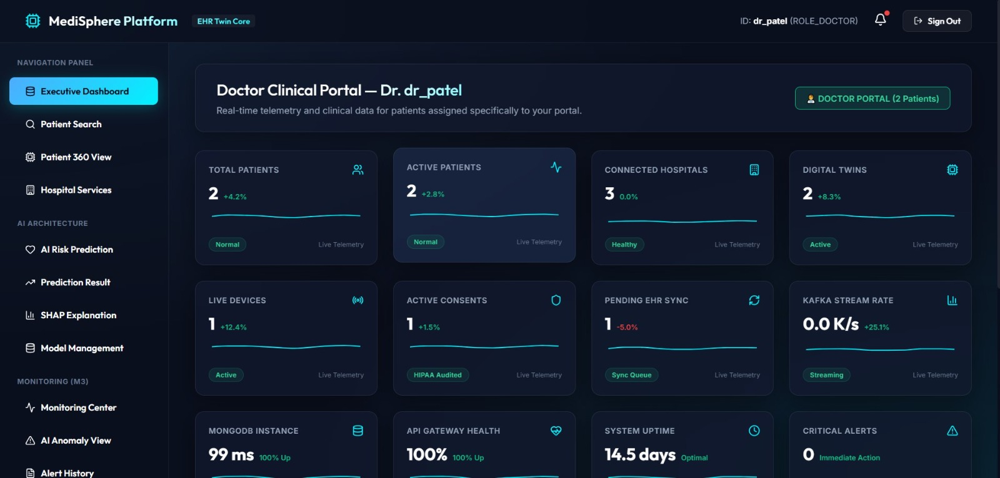 MediSphere Platform
EHR Twin Core
ID: dr_patel (ROLE_DOCTOR)
Sign Out
NAVIGATION PANEL
Executive Dashboard
Patient Search
Patient 360 View
Hospital Services
AI ARCHITECTURE
AI Risk Prediction
Prediction Result
SHAP Explanation
Model Management
MONITORING (M3)
Monitoring Center
AI Anomaly View
Alert History
Doctor Clinical Portal — Dr. dr_patel
Real-time telemetry and clinical data for patients assigned specifically to your portal.
DOCTOR PORTAL (2 Patients)
TOTAL PATIENTS
2 +4.2%
Normal
Live Telemetry
ACTIVE PATIENTS
2 +2.8%
Normal
Live Telemetry
CONNECTED HOSPITALS
3 0.0%
Healthy
Live Telemetry
DIGITAL TWINS
2 +8.3%
Active
Live Telemetry
LIVE DEVICES
1 +12.4%
Active
Live Telemetry
ACTIVE CONSENTS
1 +1.5%
HIPAA Audited
Live Telemetry
PENDING EHR SYNC
1 -5.0%
Sync Queue
Live Telemetry
KAFKA STREAM RATE
0.0 K/s +25.1%
Streaming
Live Telemetry
MONGODB INSTANCE
99 ms 100% Up
API GATEWAY HEALTH
100% 100% Up
SYSTEM UPTIME
14.5 days Optimal
CRITICAL ALERTS
0 Immediate Action